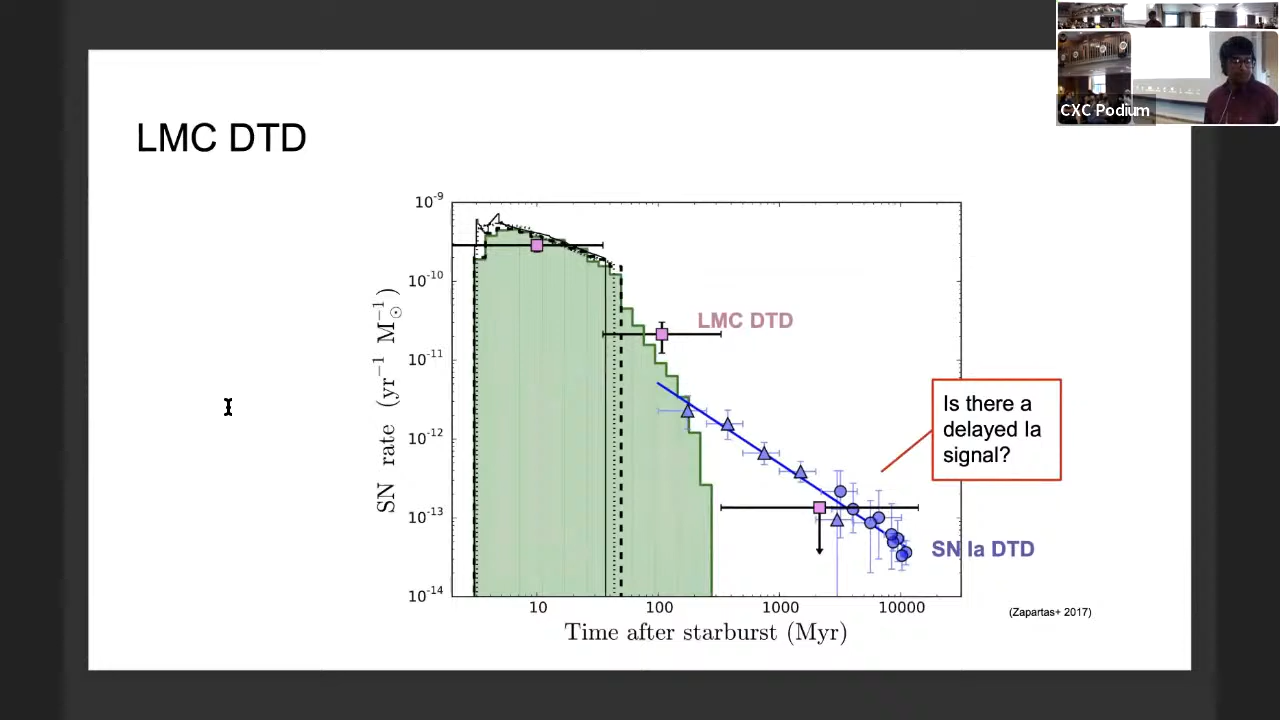 CXC Podium
LMC DTD
10⁻⁹
10⁻¹⁰
10⁻¹¹
10⁻¹²
10⁻¹³
10⁻¹⁴
SN rate (yr⁻¹ M⊙⁻¹)
LMC DTD
Is there a
delayed Ia
signal?
SN Ia DTD
10
100
1000
10000
Time after starburst (Myr)
(Zapartas+ 2017)